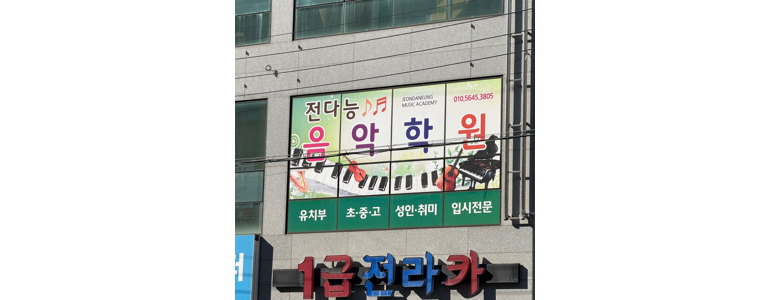 전다능
JEONDANEUNG
MUSIC ACADEMY
010.5645.3805
음악학원
유치부 초·중·고 성인·취미 입시전문
1급전라카